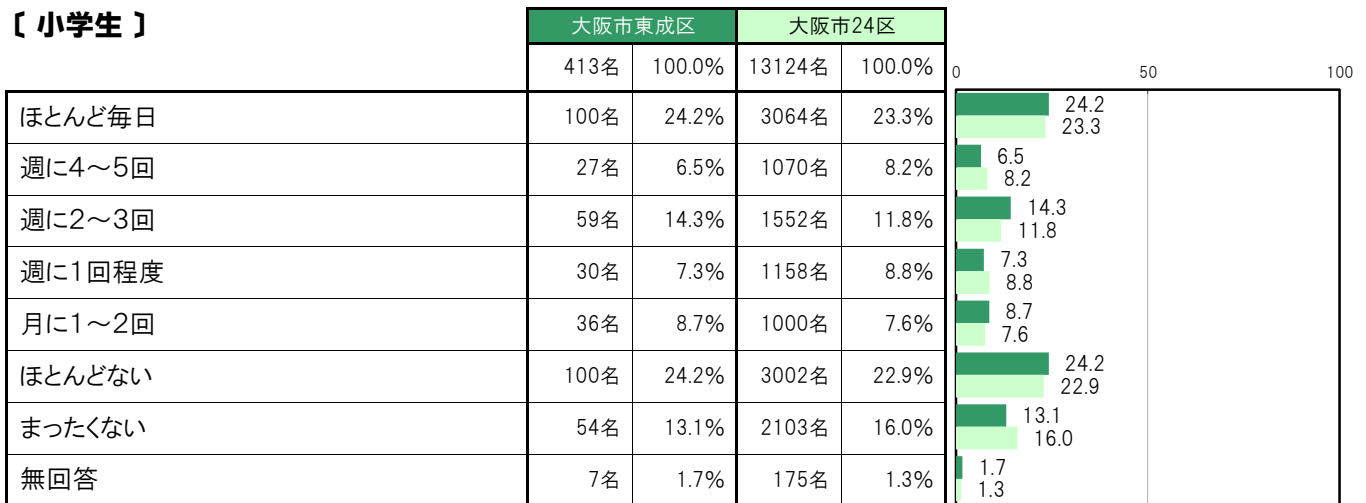 〔 小学生 〕
大阪市東成区 大阪市24区
413名 100.0% 13124名 100.0% 0 50 100
ほとんど毎日 100名 24.2% 3064名 23.3% 24.2
23.3
週に4～5回 27名 6.5% 1070名 8.2% 6.5
8.2
週に2～3回 59名 14.3% 1552名 11.8% 14.3
11.8
週に1回程度 30名 7.3% 1158名 8.8% 7.3
8.8
月に1～2回 36名 8.7% 1000名 7.6% 8.7
7.6
ほとんどない 100名 24.2% 3002名 22.9% 24.2
22.9
まったくない 54名 13.1% 2103名 16.0% 13.1
16.0
無回答 7名 1.7% 175名 1.3% 1.7
1.3